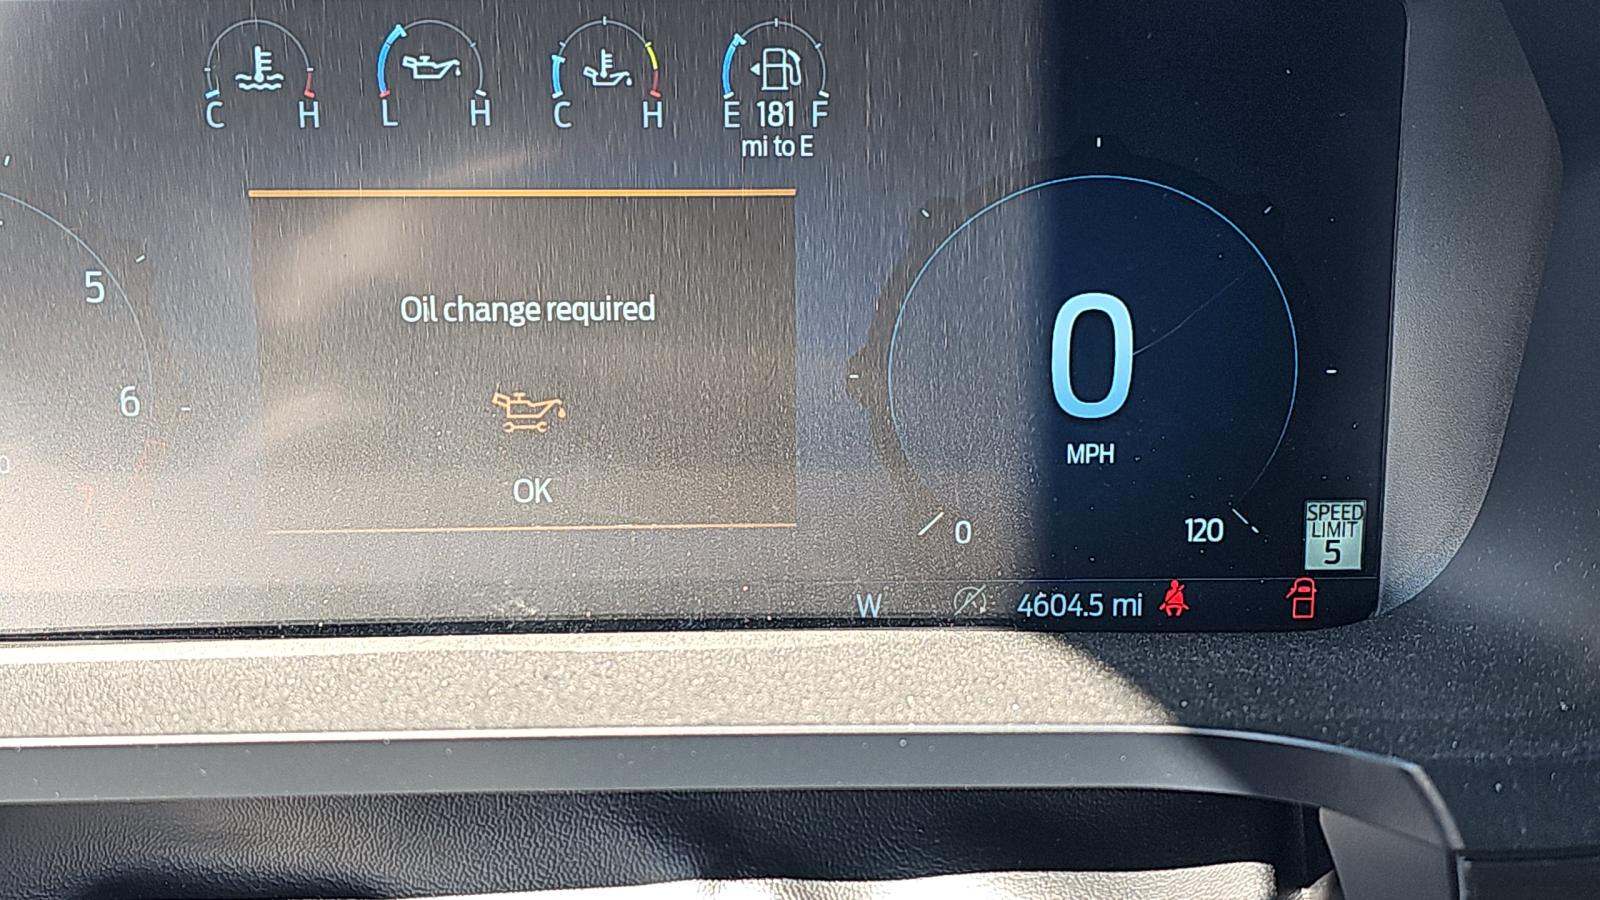 C H L H C H E 181 F
mi to E
5
6
Oil change required
OK
0
MPH
0 120
SPEED
LIMIT
5
W 4604.5 mi